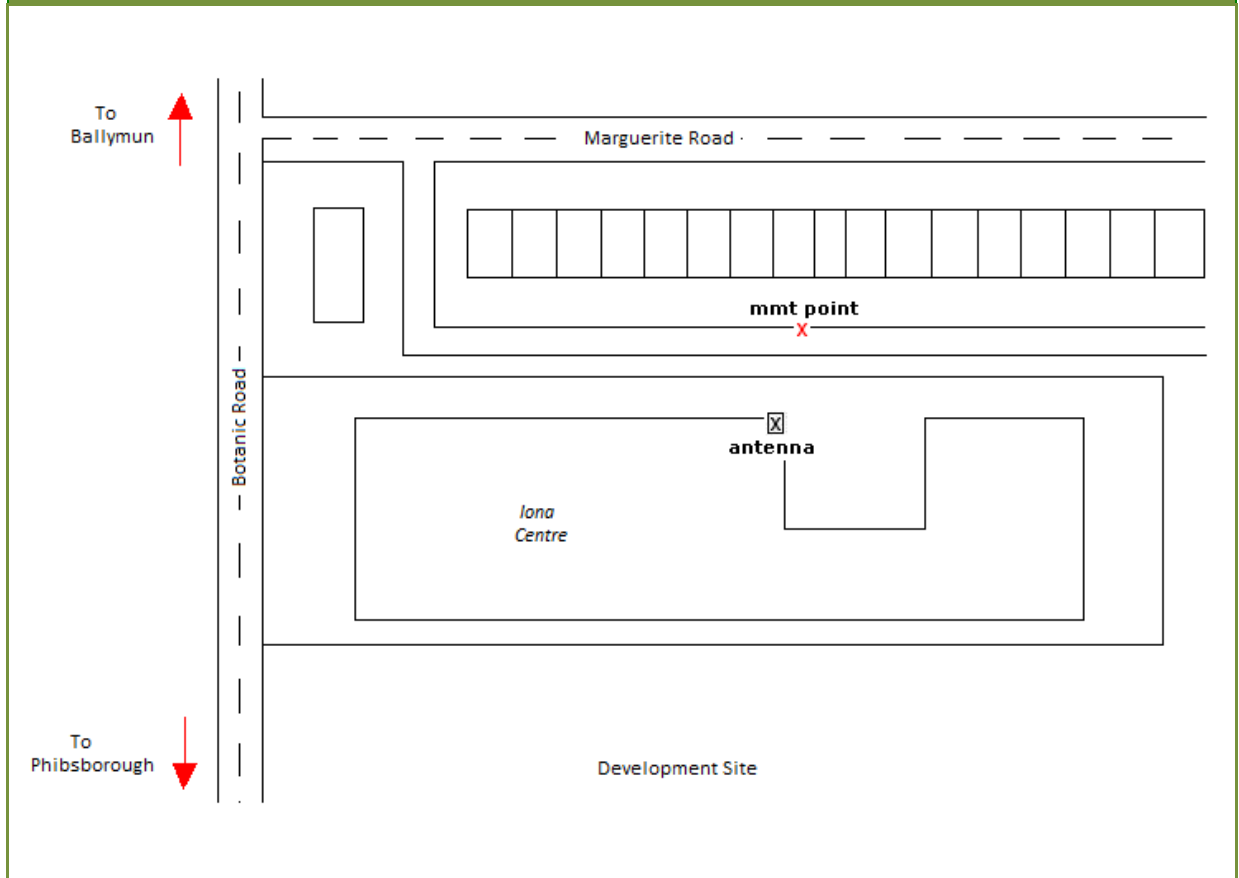 To
Ballymun
Marguerite Road
mmt point
X
Botanic Road
X
antenna
Iona
Centre
To
Phibsborough
Development Site